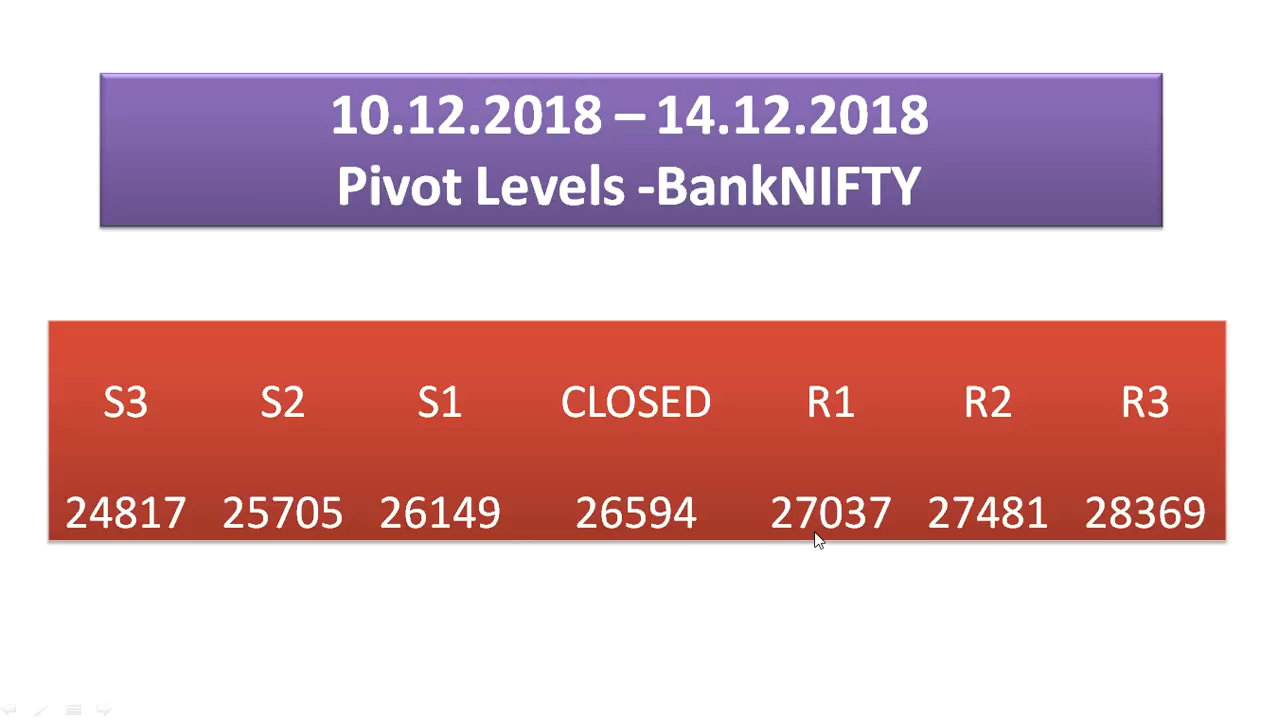 10.12.2018 – 14.12.2018
Pivot Levels -BankNIFTY
S3 S2 S1 CLOSED R1 R2 R3
24817 25705 26149 26594 27037 27481 28369